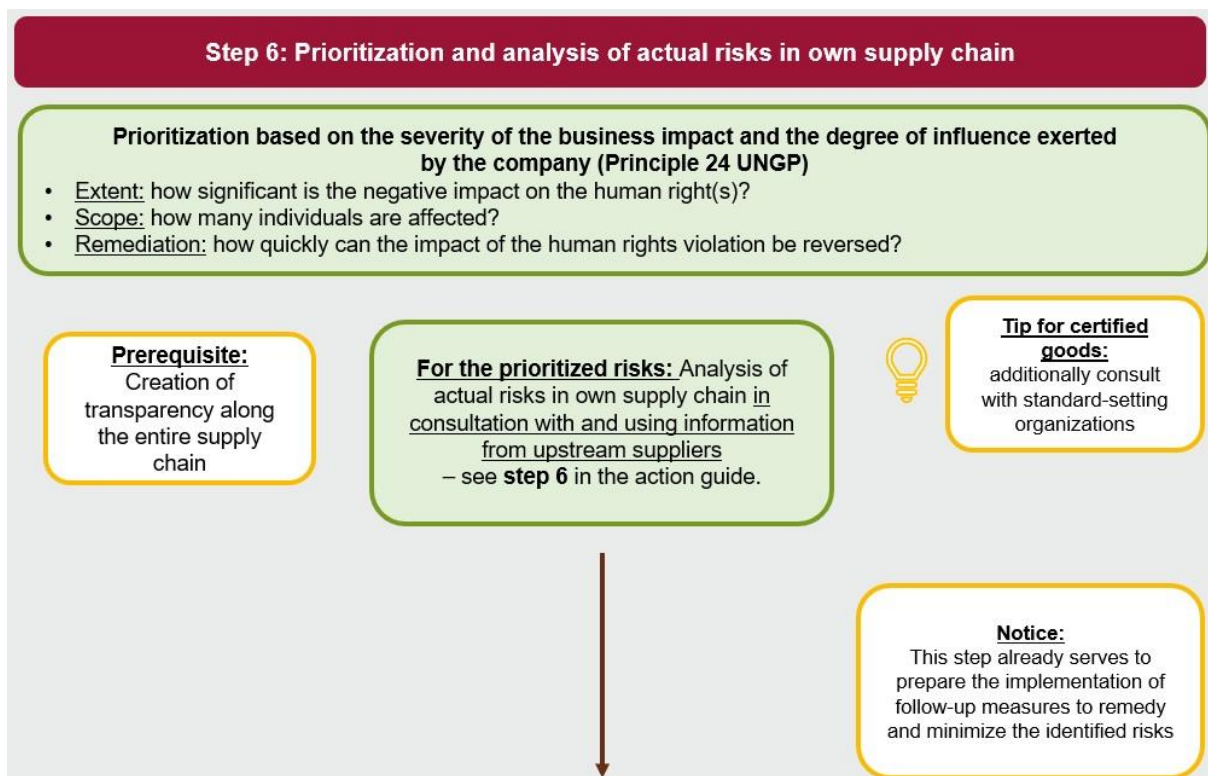 Step 6: Prioritization and analysis of actual risks in own supply chain
Prioritization based on the severity of the business impact and the degree of influence exerted
by the company (Principle 24 UNGP)
• Extent: how significant is the negative impact on the human right(s)?
• Scope: how many individuals are affected?
• Remediation: how quickly can the impact of the human rights violation be reversed?
Prerequisite:
Creation of
transparency along
the entire supply
chain
For the prioritized risks: Analysis of
actual risks in own supply chain in
consultation with and using information
from upstream suppliers
– see step 6 in the action guide.
Tip for certified
goods:
additionally consult
with standard-setting
organizations
Notice:
This step already serves to
prepare the implementation of
follow-up measures to remedy
and minimize the identified risks